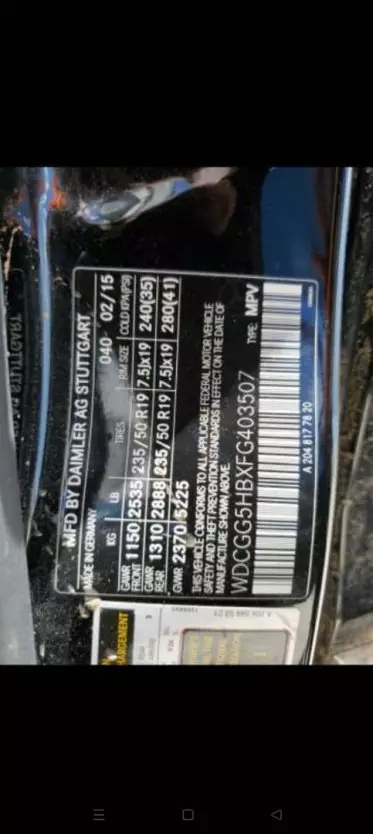 MFD BY DAIMLER AG STUTTGART
MADE IN GERMANY 040 02/15
KG LB TIRES RIM SIZE COLD KPA(PSI)
GAWR FRONT 1150 2535 235/50 R19 7.5Jx19 240(35)
GAWR REAR 1310 2888 235/50 R19 7.5Jx19 280(41)
GVWR 2370 5225
THIS VEHICLE CONFORMS TO ALL APPLICABLE FEDERAL MOTOR VEHICLE
SAFETY AND THEFT PREVENTION STANDARDS IN EFFECT ON THE DATE OF
MANUFACTURE SHOWN ABOVE.
WDCGG5HBXFG403507 TYPE: MPV
A 204 817 78 20